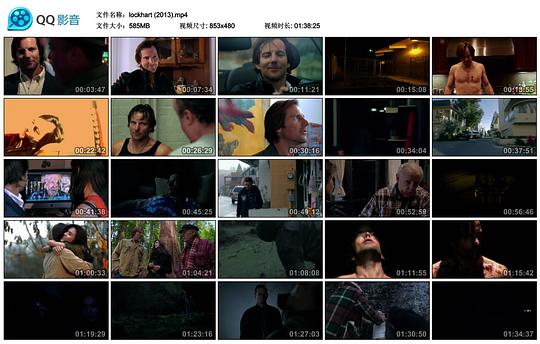 QQ影音
文件名称: lockhart (2013).mp4
文件大小: 585MB 视频尺寸: 853x480 视频时长: 01:38:25
00:03:47 00:07:34 00:11:21 00:15:08 00:18:55
00:22:42 00:26:29 00:30:16 00:34:04 00:37:51
00:41:38 00:45:25 00:49:12 00:52:59 00:56:46
01:00:33 01:04:21 01:08:08 01:11:55 01:15:42
01:19:29 01:23:16 01:27:03 01:30:50 01:34:37